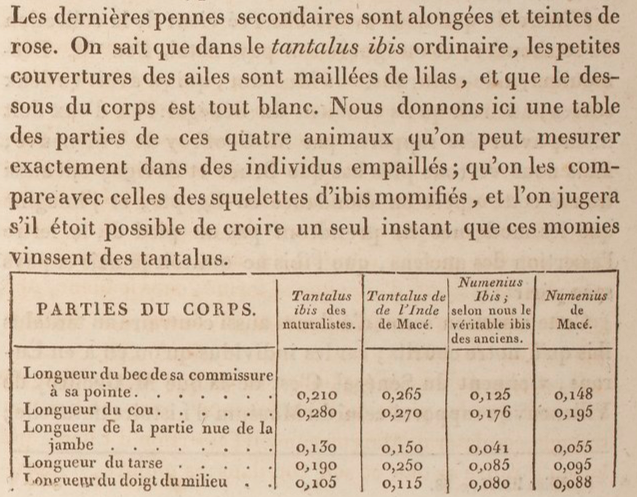 Les dernières pennes secondaires sont alongées et teintes de
rose. On sait que dans le tantalus ibis ordinaire, les petites
couvertures des ailes sont maillées de lilas, et que le des-
sous du corps est tout blanc. Nous donnons ici une table
des parties de ces quatre animaux qu'on peut mesurer
exactement dans des individus empaillés; qu'on les com-
pare avec celles des squelettes d'ibis momifiés, et l'on jugera
s'il étoit possible de croire un seul instant que ces momies
vinssent des tantalus.
PARTIES DU CORPS. Tantalus ibis des naturalistes. Tantalus de de l'Inde de Macé. Numenius Ibis; selon nous le véritable ibis des anciens. Numenius de Macé.
Longueur du bec de sa commissure
à sa pointe. . . . . . . 0,210 0,265 0,125 0,148
Longueur du cou. . . . . . 0,280 0,270 0,176 0,195
Longueur de la partie nue de la
jambe . . . . . . . . 0,130 0,150 0,041 0,055
Longueur du tarse . . . . . 0,190 0,250 0,085 0,095
Longueur du doigt du milieu . . 0,105 0,115 0,080 0,088